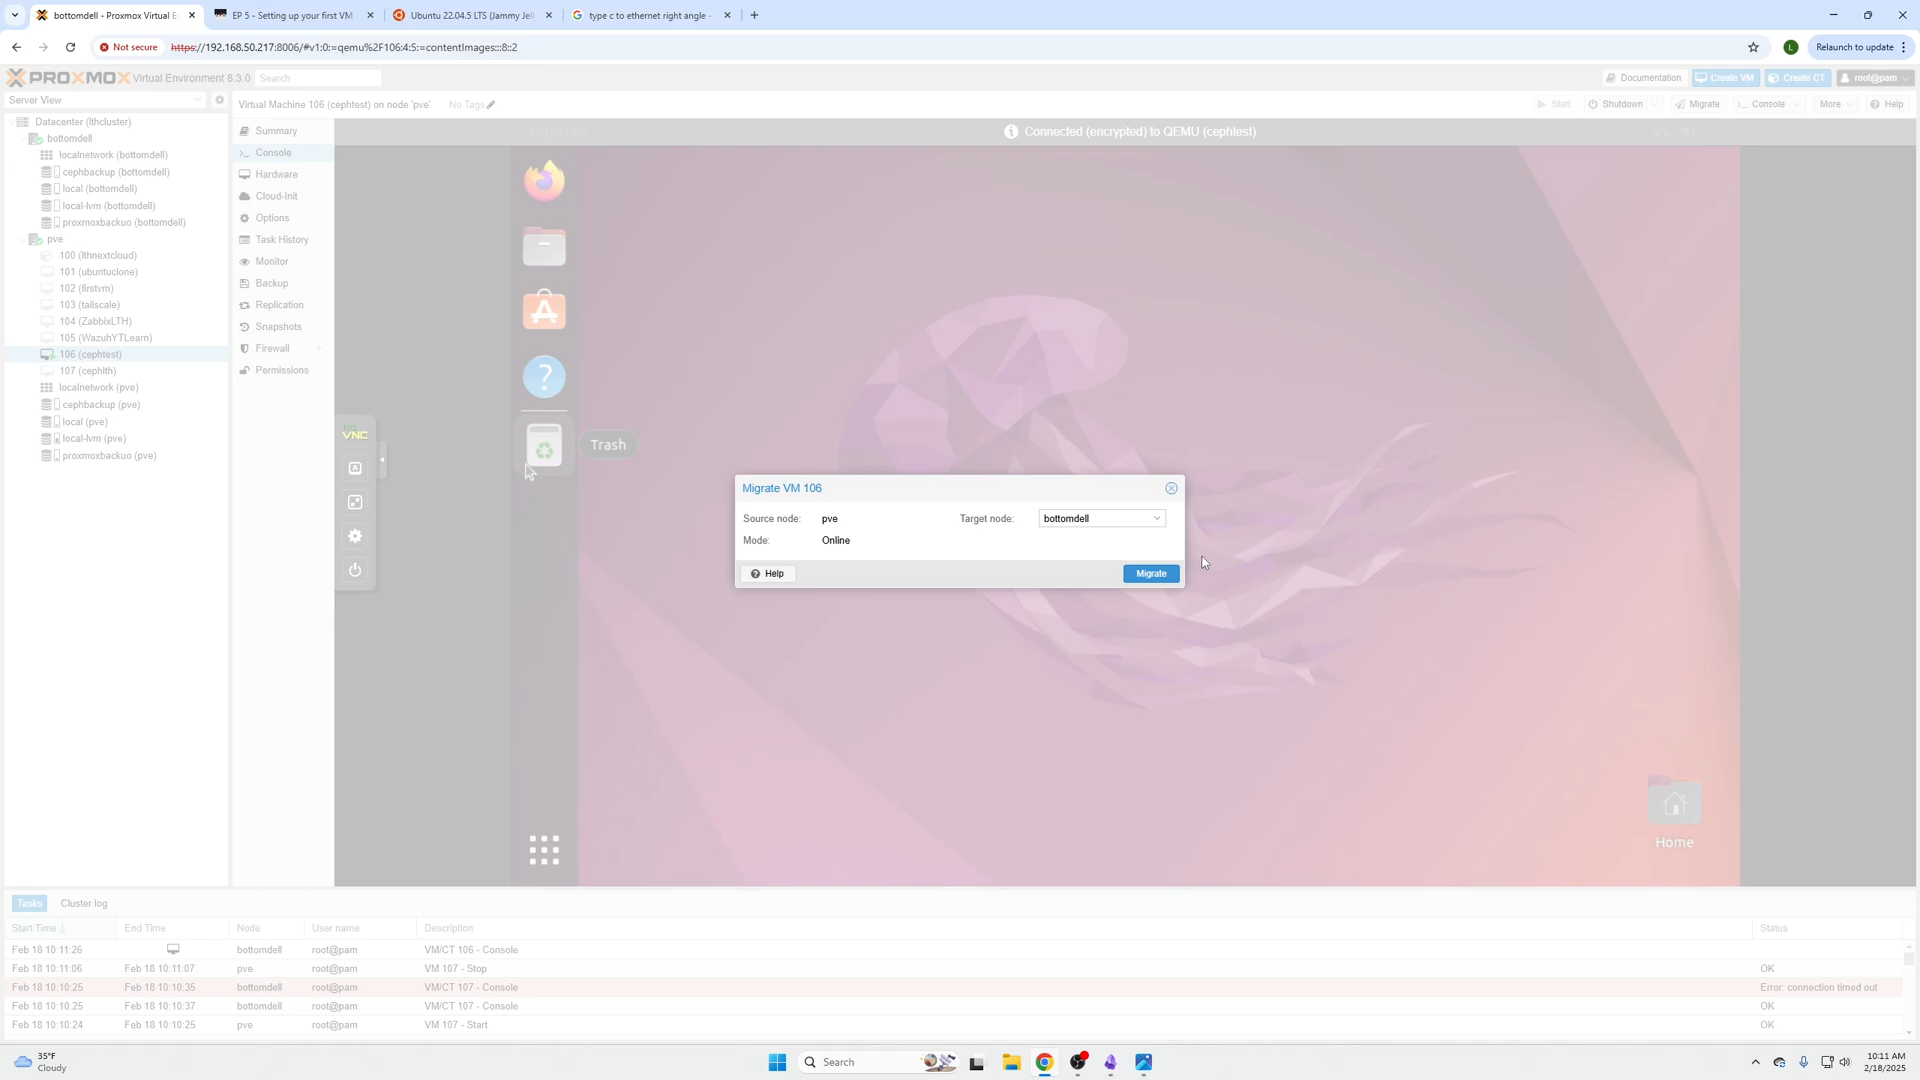 bottomdell - Proxmox Virtual E
EP 5 - Setting up your first VM
Ubuntu 22.04.5 LTS (Jammy Jell
type c to ethernet right angle -
Not secure
https://192.168.50.217:8006/#v1:0:=qemu%2F106:4:5:=contentImages:::8::2
L
Relaunch to update
PROXMOX Virtual Environment 8.3.0
Search
Documentation
Create VM
Create CT
root@pam
Server View
Virtual Machine 106 (cephtest) on node 'pve'
No Tags
Start
Shutdown
Migrate
Console
More
Help
Datacenter (lthcluster)
bottomdell
localnetwork (bottomdell)
cephbackup (bottomdell)
local (bottomdell)
local-lvm (bottomdell)
proxmoxbackuo (bottomdell)
pve
100 (lthnextcloud)
101 (ubuntuclone)
102 (firstvm)
103 (tailscale)
104 (ZabbixLTH)
105 (WazuhYTLearn)
106 (cephtest)
107 (cephlth)
localnetwork (pve)
cephbackup (pve)
local (pve)
local-lvm (pve)
proxmoxbackuo (pve)
Summary
Console
Hardware
Cloud-Init
Options
Task History
Monitor
Backup
Replication
Snapshots
Firewall
Permissions
Connected (encrypted) to QEMU (cephtest)
VNC
Trash
Home
Migrate VM 106
Source node: pve
Target node: bottomdell
Mode: Online
Help
Migrate
Tasks
Cluster log
Start Time
End Time
Node
User name
Description
Status
Feb 18 10:11:26 bottomdell root@pam VM/CT 106 - Console
Feb 18 10:11:06 Feb 18 10:11:07 pve root@pam VM 107 - Stop OK
Feb 18 10:10:25 Feb 18 10:10:35 bottomdell root@pam VM/CT 107 - Console Error: connection timed out
Feb 18 10:10:25 Feb 18 10:10:37 bottomdell root@pam VM/CT 107 - Console OK
Feb 18 10:10:24 Feb 18 10:10:25 pve root@pam VM 107 - Start OK
35°F
Cloudy
Search
10:11 AM
2/18/2025